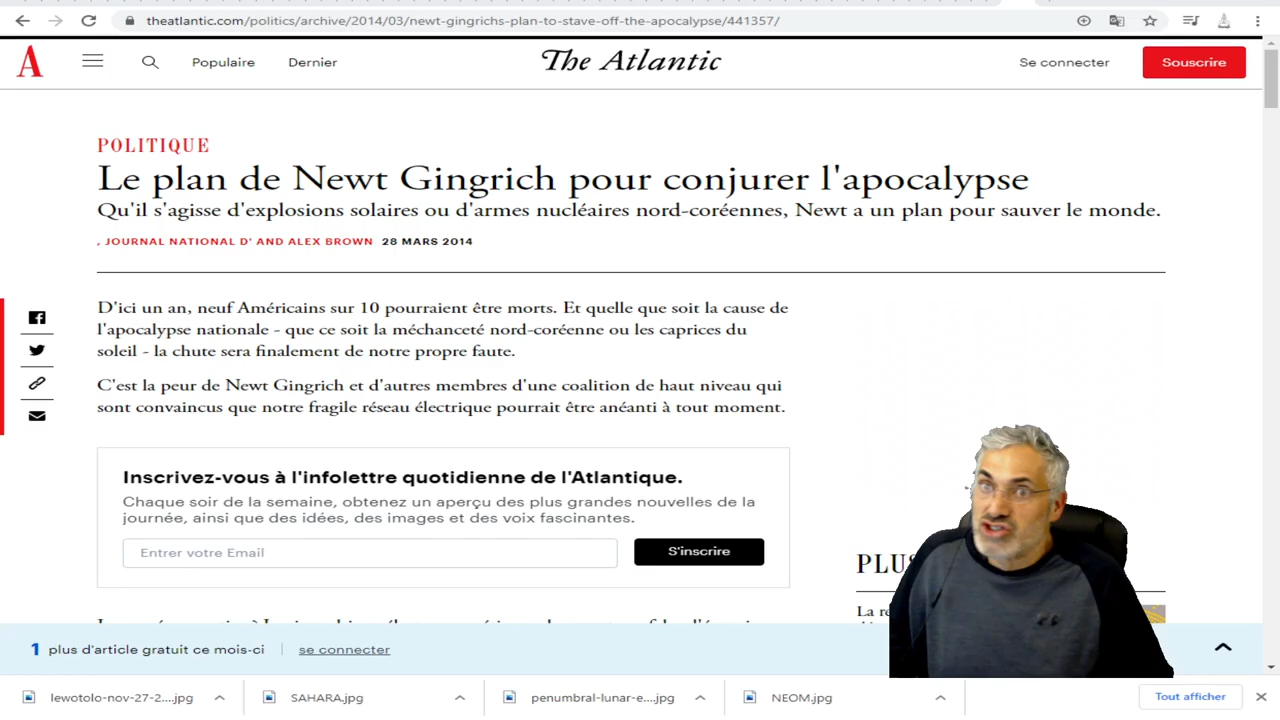 theatlantic.com/politics/archive/2014/03/newt-gingrichs-plan-to-stave-off-the-apocalypse/441357/
A
Populaire
Dernier
The Atlantic
Se connecter
Souscrire
POLITIQUE
Le plan de Newt Gingrich pour conjurer l'apocalypse
Qu'il s'agisse d'explosions solaires ou d'armes nucléaires nord-coréennes, Newt a un plan pour sauver le monde.
, JOURNAL NATIONAL D' AND ALEX BROWN 28 MARS 2014
D'ici un an, neuf Américains sur 10 pourraient être morts. Et quelle que soit la cause de
l'apocalypse nationale - que ce soit la méchanceté nord-coréenne ou les caprices du
soleil - la chute sera finalement de notre propre faute.
C'est la peur de Newt Gingrich et d'autres membres d'une coalition de haut niveau qui
sont convaincus que notre fragile réseau électrique pourrait être anéanti à tout moment.
Inscrivez-vous à l'infolettre quotidienne de l'Atlantique.
Chaque soir de la semaine, obtenez un aperçu des plus grandes nouvelles de la
journée, ainsi que des idées, des images et des voix fascinantes.
Entrer votre Email
S'inscrire
PLUS
La
1 plus d'article gratuit ce mois-ci
se connecter
lewotolo-nov-27-2....jpg
SAHARA.jpg
penumbral-lunar-e....jpg
NEOM.jpg
Tout afficher